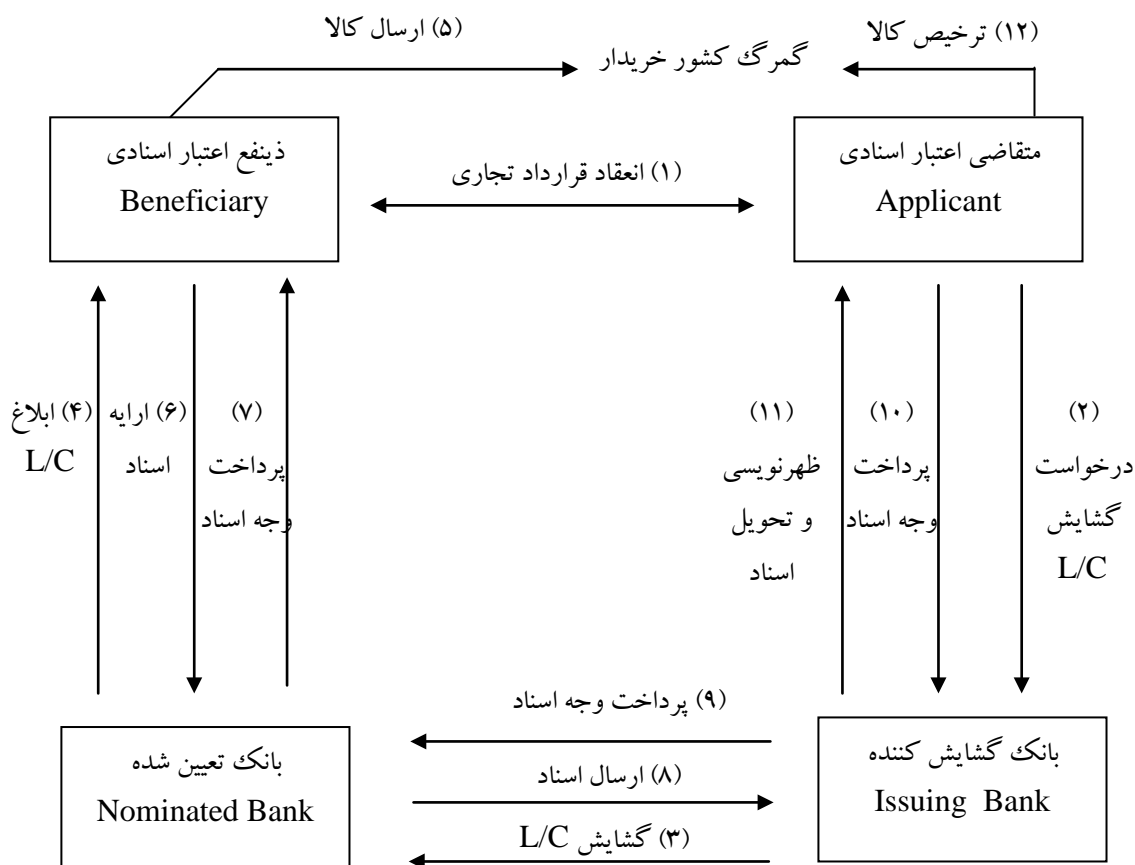 (۵) ارسال کالا
(۱۲) ترخیص کالا
گمرگ کشور خریدار
ذینفع اعتبار اسنادی
Beneficiary
(۱) انعقاد قرارداد تجاری
متقاضی اعتبار اسنادی
Applicant
(۴) ابلاغ
L/C
(۶) ارایه
اسناد
(۷)
پرداخت
وجه اسناد
(۱۱)
ظهرنویسی
و تحویل
اسناد
(۱۰)
پرداخت
وجه اسناد
(۲)
درخواست
گشایش
L/C
(۹) پرداخت وجه اسناد
(۸) ارسال اسناد
(۳) گشایش L/C
بانک تعیین شده
Nominated Bank
بانک گشایش کننده
Issuing Bank